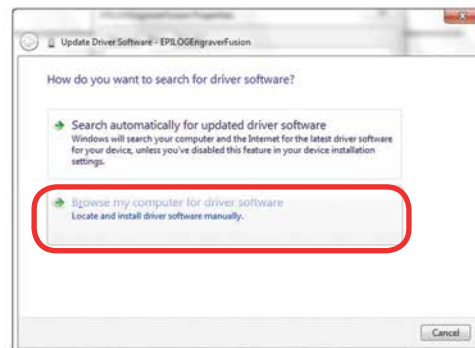 EPILOGEngraverFusion Properties
Update Driver Software - EPILOGEngraverFusion
How do you want to search for driver software?
Search automatically for updated driver software
Windows will search your computer and the Internet for the latest driver software
for your device, unless you've disabled this feature in your device installation
settings.
Browse my computer for driver software
Locate and install driver software manually.
Cancel